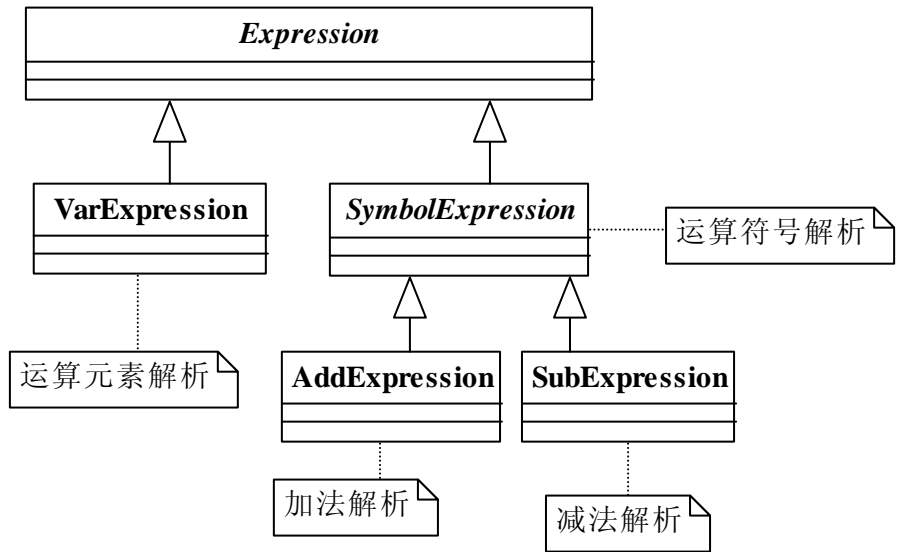 Expression
VarExpression
SymbolExpression
运算符号解析
运算元素解析
AddExpression
SubExpression
加法解析
减法解析